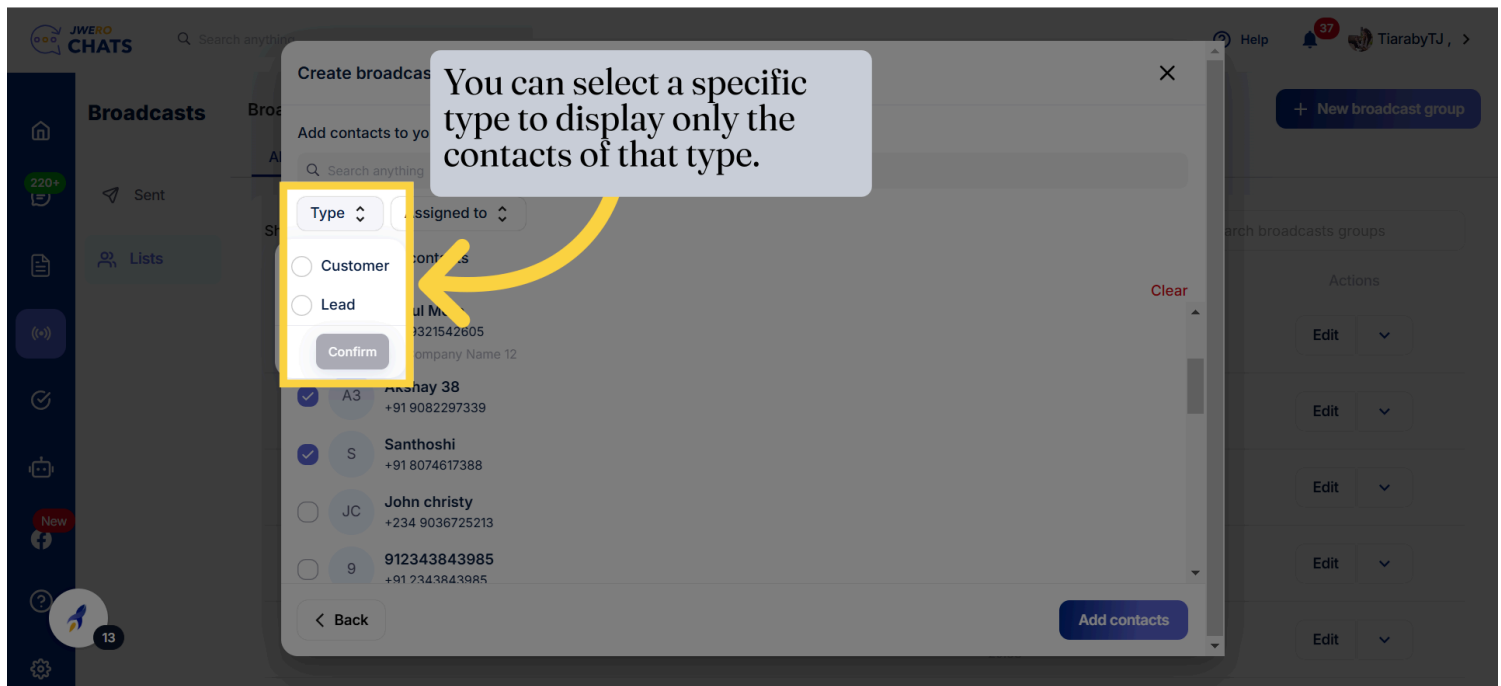 JWERO
CHATS
Search anything
Help
37
TiarabyTJ ,
Broadcasts
Sent
Lists
220+
New
13
+ New broadcast group
Create broadcas
Add contacts to yo
Search anything
You can select a specific
type to display only the
contacts of that type.
Type
ssigned to
Customer
Lead
Confirm
Clear
9321542605
ompany Name 12
A3
Akshay 38
+91 9082297339
S
Santhoshi
+91 8074617388
JC
John christy
+234 9036725213
9
912343843985
+91 2343843985
Back
Add contacts
arch broadcasts groups
Actions
Edit
Edit
Edit
Edit
Edit